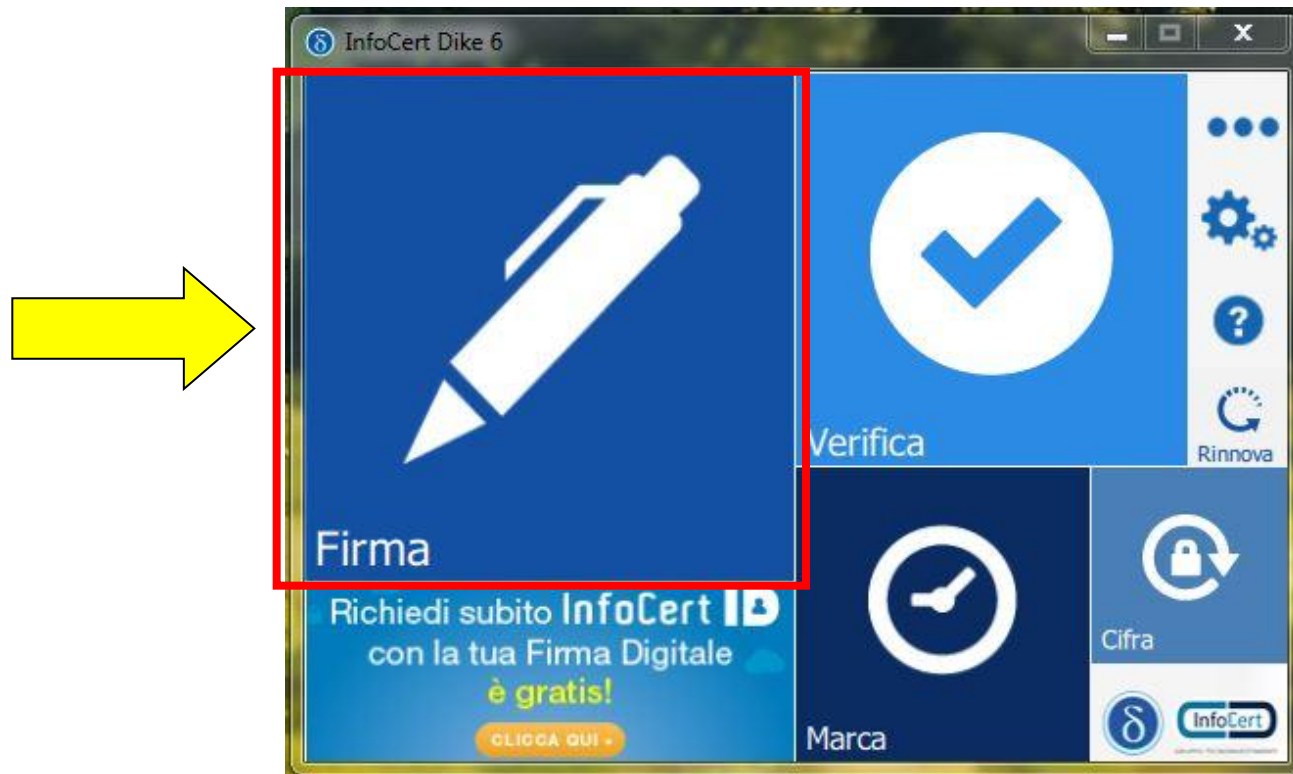 InfoCert Dike 6
Firma
Verifica
?
Rinnova
Richiedi subito InfoCert ID
con la tua Firma Digitale
è gratis!
CLICCA QUI
Marca
Cifra
δ
InfoCert